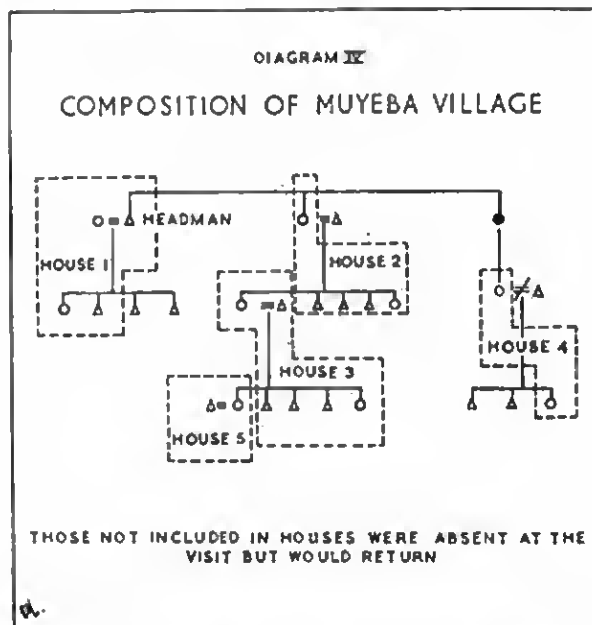 DIAGRAM IV
COMPOSITION OF MUYEBA VILLAGE
HEADMAN
HOUSE 1
HOUSE 2
HOUSE 3
HOUSE 4
HOUSE 5
THOSE NOT INCLUDED IN HOUSES WERE ABSENT AT THE
VISIT BUT WOULD RETURN